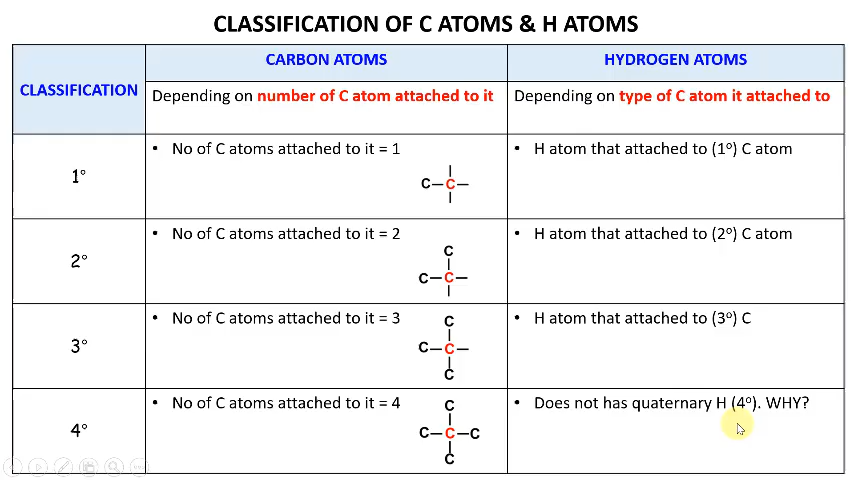 CLASSIFICATION OF C ATOMS & H ATOMS
CLASSIFICATION
CARBON ATOMS
HYDROGEN ATOMS
Depending on number of C atom attached to it
Depending on type of C atom it attached to
1°
• No of C atoms attached to it = 1
C–C–
• H atom that attached to (1°) C atom
2°
• No of C atoms attached to it = 2
C
C–C–
• H atom that attached to (2°) C atom
3°
• No of C atoms attached to it = 3
C
C–C–
C
• H atom that attached to (3°) C
4°
• No of C atoms attached to it = 4
C
C–C–C
C
• Does not has quaternary H (4°). WHY?